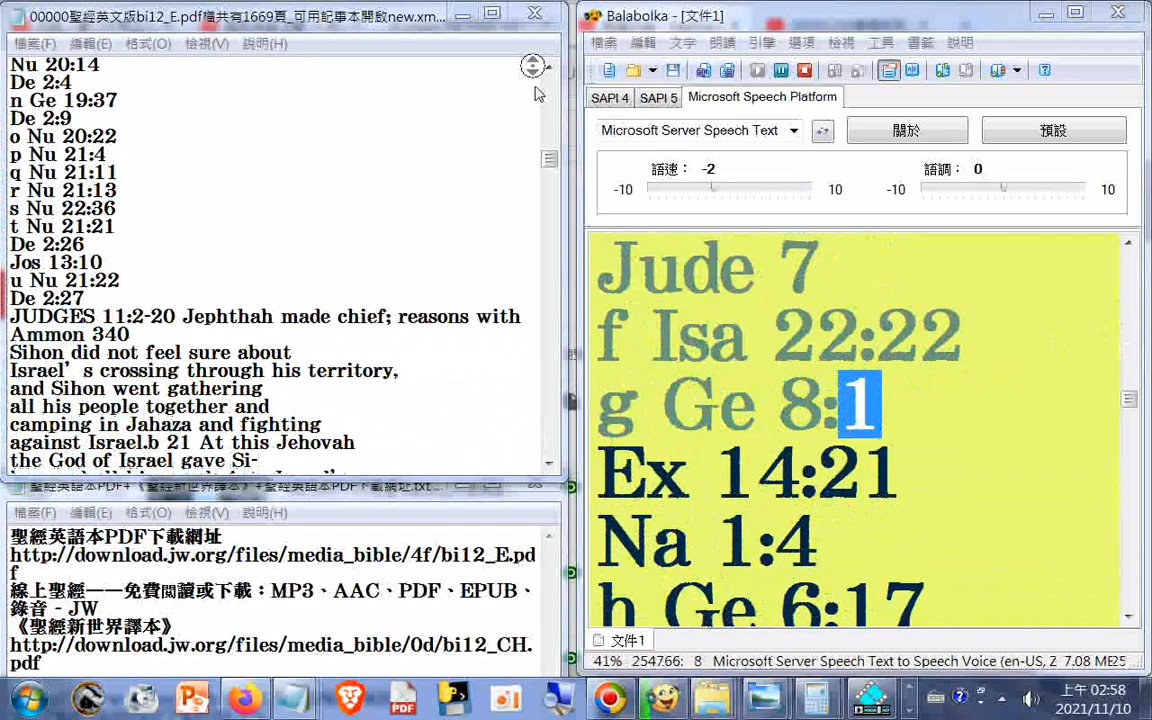 00000聖經英文版bi12_E.pdf檔共有1669頁_可用記事本開啟new.xm...
檔案(F) 編輯(E) 格式(O) 檢視(V) 說明(H)
Nu 20:14
De 2:4
n Ge 19:37
De 2:9
o Nu 20:22
p Nu 21:4
q Nu 21:11
r Nu 21:13
s Nu 22:36
t Nu 21:21
De 2:26
Jos 13:10
u Nu 21:22
De 2:27
JUDGES 11:2-20 Jephthah made chief; reasons with
Ammon 340
Sihon did not feel sure about
Israel's crossing through his territory,
and Sihon went gathering
all his people together and
camping in Jahaza and fighting
against Israel.b 21 At this Jehovah
the God of Israel gave Si-
聖經英語本PDF+《聖經新世界譯本》+聖經英語本PDF下載網址.txt ...
檔案(F) 編輯(E) 格式(O) 檢視(V) 說明(H)
聖經英語本PDF下載網址
http://download.jw.org/files/media_bible/4f/bi12_E.pd
f
線上聖經——免費閱讀或下載：MP3、AAC、PDF、EPUB、
錄音 - JW
《聖經新世界譯本》
http://download.jw.org/files/media_bible/0d/bi12_CH.
pdf
Balabolka - [文件1]
檔案 編輯 文字 朗讀 引擎 選項 檢視 工具 書籤 說明
SAPI 4 SAPI 5 Microsoft Speech Platform
Microsoft Server Speech Text 關於 預設
語速： -2 語調： 0
-10 10 -10 10
Jude 7
f Isa 22:22
g Ge 8:1
Ex 14:21
Na 1:4
h Ge 6:17
文件1
41% 2547.66: 8 Microsoft Server Speech Text to Speech Voice (en-US, Z 7.08 ME25
上午 02:58
2021/11/10